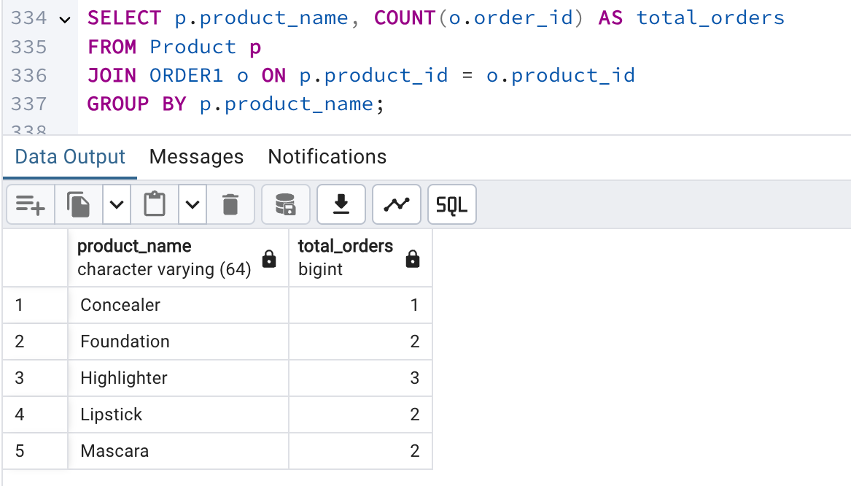 334 SELECT p.product_name, COUNT(o.order_id) AS total_orders
335 FROM Product p
336 JOIN ORDER1 o ON p.product_id = o.product_id
337 GROUP BY p.product_name;
338
Data Output Messages Notifications
SQL
product_name total_orders
character varying (64) bigint
1 Concealer 1
2 Foundation 2
3 Highlighter 3
4 Lipstick 2
5 Mascara 2